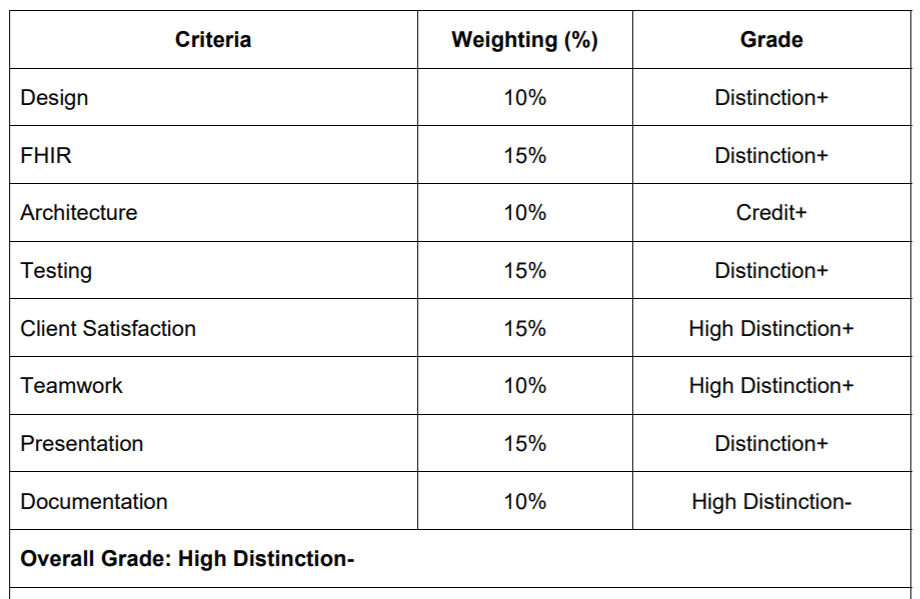 Criteria Weighting (%) Grade
Design 10% Distinction+
FHIR 15% Distinction+
Architecture 10% Credit+
Testing 15% Distinction+
Client Satisfaction 15% High Distinction+
Teamwork 10% High Distinction+
Presentation 15% Distinction+
Documentation 10% High Distinction-
Overall Grade: High Distinction-